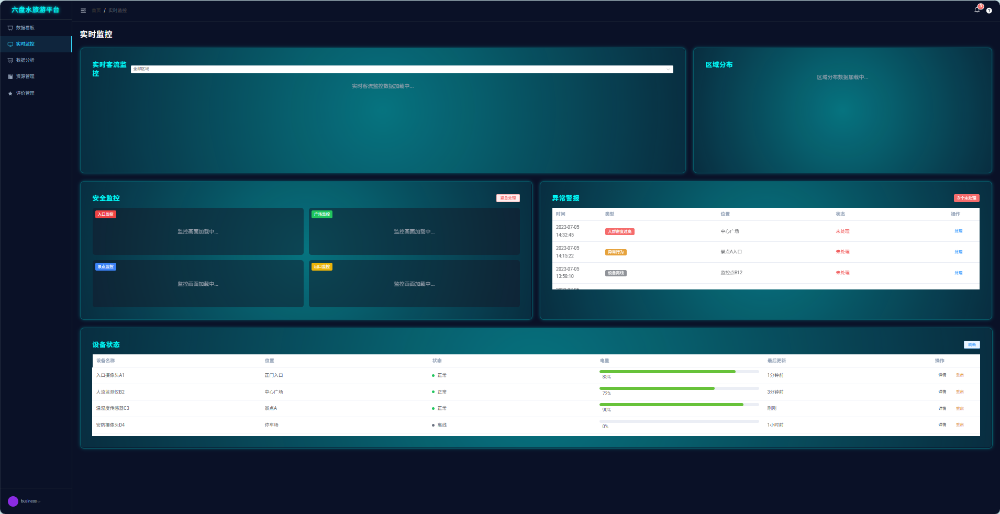 六盘水旅游平台
首页 / 实时监控
3
数据看板
实时监控
数据分析
资源管理
评价管理
business
实时监控
实时客流监控
全部区域
实时客流监控数据加载中...
区域分布
区域分布数据加载中...
安全监控
紧急处理
入口监控
监控画面加载中...
广场监控
监控画面加载中...
景点监控
监控画面加载中...
出口监控
监控画面加载中...
异常警报
3 个未处理
时间 类型 位置 状态 操作
2023-07-05 14:32:45 人群密度过高 中心广场 未处理 处理
2023-07-05 14:15:22 异常行为 景点A入口 未处理 处理
2023-07-05 13:58:10 设备离线 监控点B12 未处理 处理
设备状态
刷新
设备名称 位置 状态 电量 最后更新 操作
入口摄像头A1 正门入口 正常 85% 1分钟前 详情 重启
人流监测仪B2 中心广场 正常 72% 3分钟前 详情 重启
温湿度传感器C3 景点A 正常 90% 刚刚 详情 重启
安防摄像头D4 停车场 离线 0% 1小时前 详情 重启